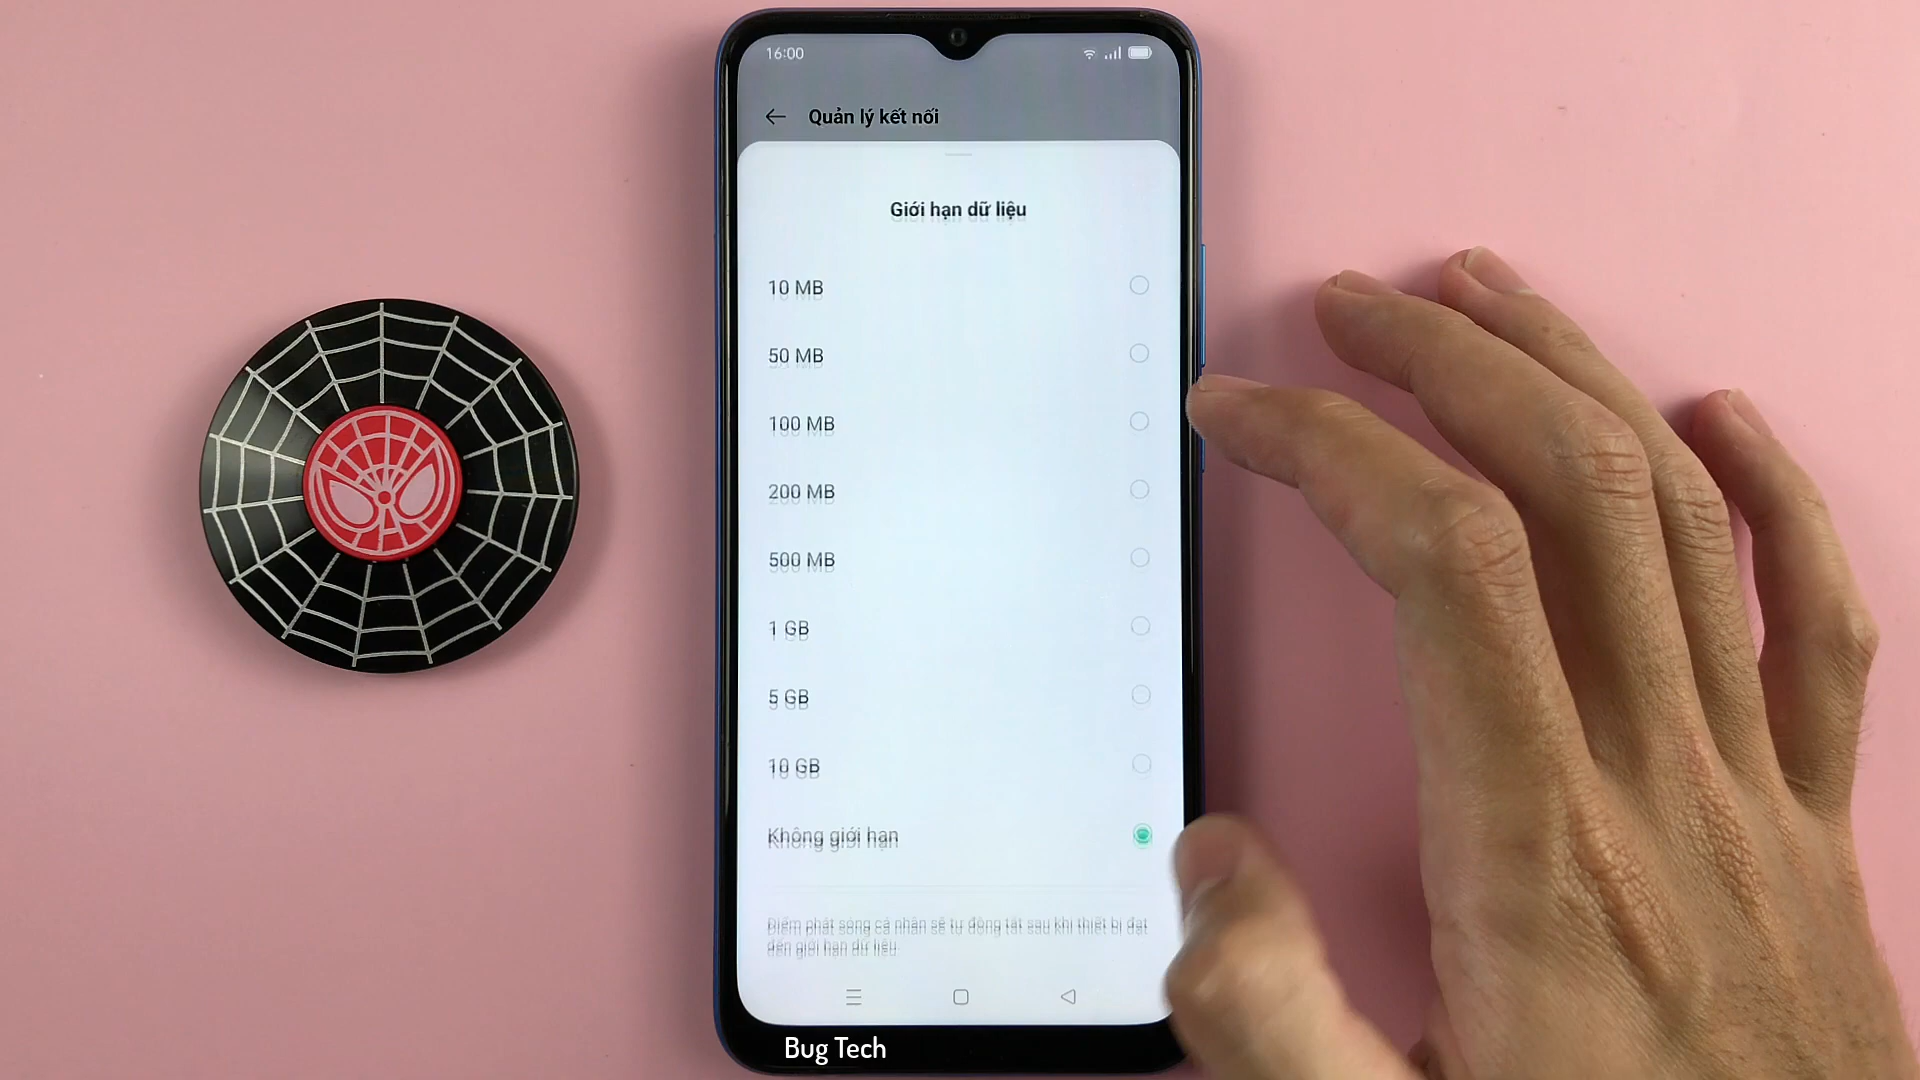 16:00
Quản lý kết nối
Giới hạn dữ liệu
10 MB
50 MB
100 MB
200 MB
500 MB
1 GB
5 GB
10 GB
Không giới hạn
Điểm phát sóng cá nhân sẽ tự động tắt sau khi thiết bị đạt
đến giới hạn dữ liệu.
Bug Tech